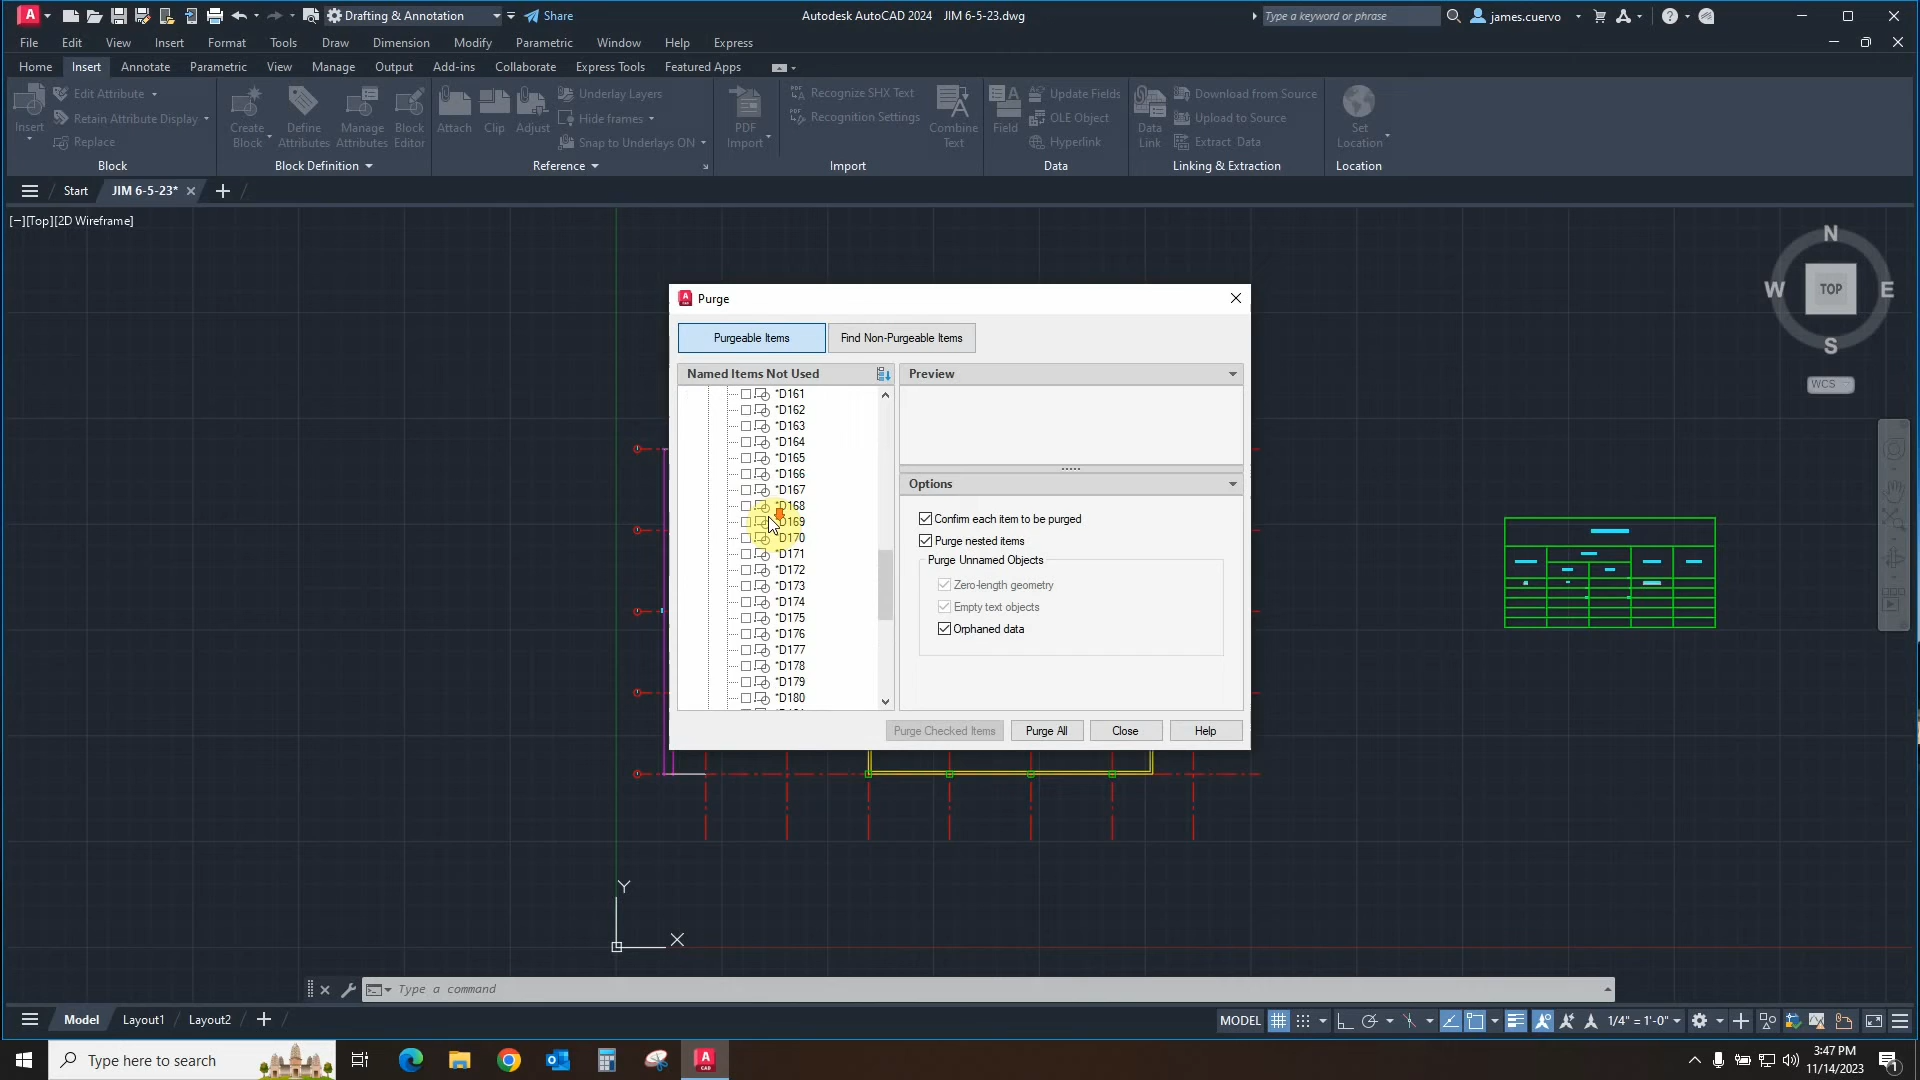 Drafting & Annotation
Share
Autodesk AutoCAD 2024 JIM 6-5-23.dwg
Type a keyword or phrase
james.cuervo
File Edit View Insert Format Tools Draw Dimension Modify Parametric Window Help Express
Home Insert Annotate Parametric View Manage Output Add-ins Collaborate Express Tools Featured Apps
Insert
Edit Attribute
Retain Attribute Display
Replace
Block
Create Block
Define Attributes
Manage Attributes
Block Editor
Block Definition
Attach
Clip
Adjust
Underlay Layers
Hide frames
Snap to Underlays ON
Reference
PDF Import
Recognize SHX Text
Recognition Settings
Combine Text
Import
Field
Update Fields
OLE Object
Hyperlink
Data
Data Link
Download from Source
Upload to Source
Extract Data
Linking & Extraction
Set Location
Location
Start
JIM 6-5-23*
[−][Top][2D Wireframe]
N
W TOP E
S
WCS
Purge
Purgeable Items
Find Non-Purgeable Items
Named Items Not Used
*D161
*D162
*D163
*D164
*D165
*D166
*D167
*D168
*D169
*D170
*D171
*D172
*D173
*D174
*D175
*D176
*D177
*D178
*D179
*D180
Preview
Options
Confirm each item to be purged
Purge nested items
Purge Unnamed Objects
Zero-length geometry
Empty text objects
Orphaned data
Purge Checked Items
Purge All
Close
Help
Y
X
Type a command
Model Layout1 Layout2
MODEL
1/4" = 1'-0"
Type here to search
3:47 PM
11/14/2023
1